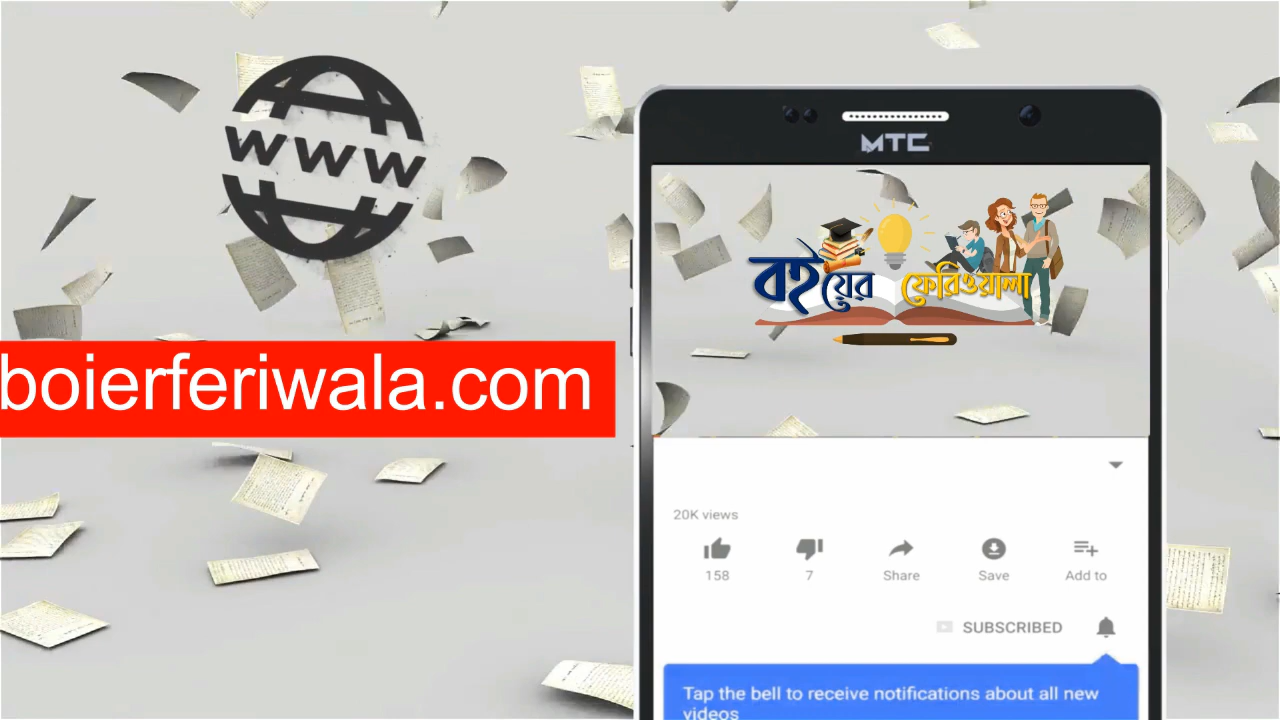 www
boierferiwala.com
MTC
বইয়ের ফেরিওয়ালা
20K views
158
7
Share
Save
Add to
SUBSCRIBED
Tap the bell to receive notifications about all new
videos